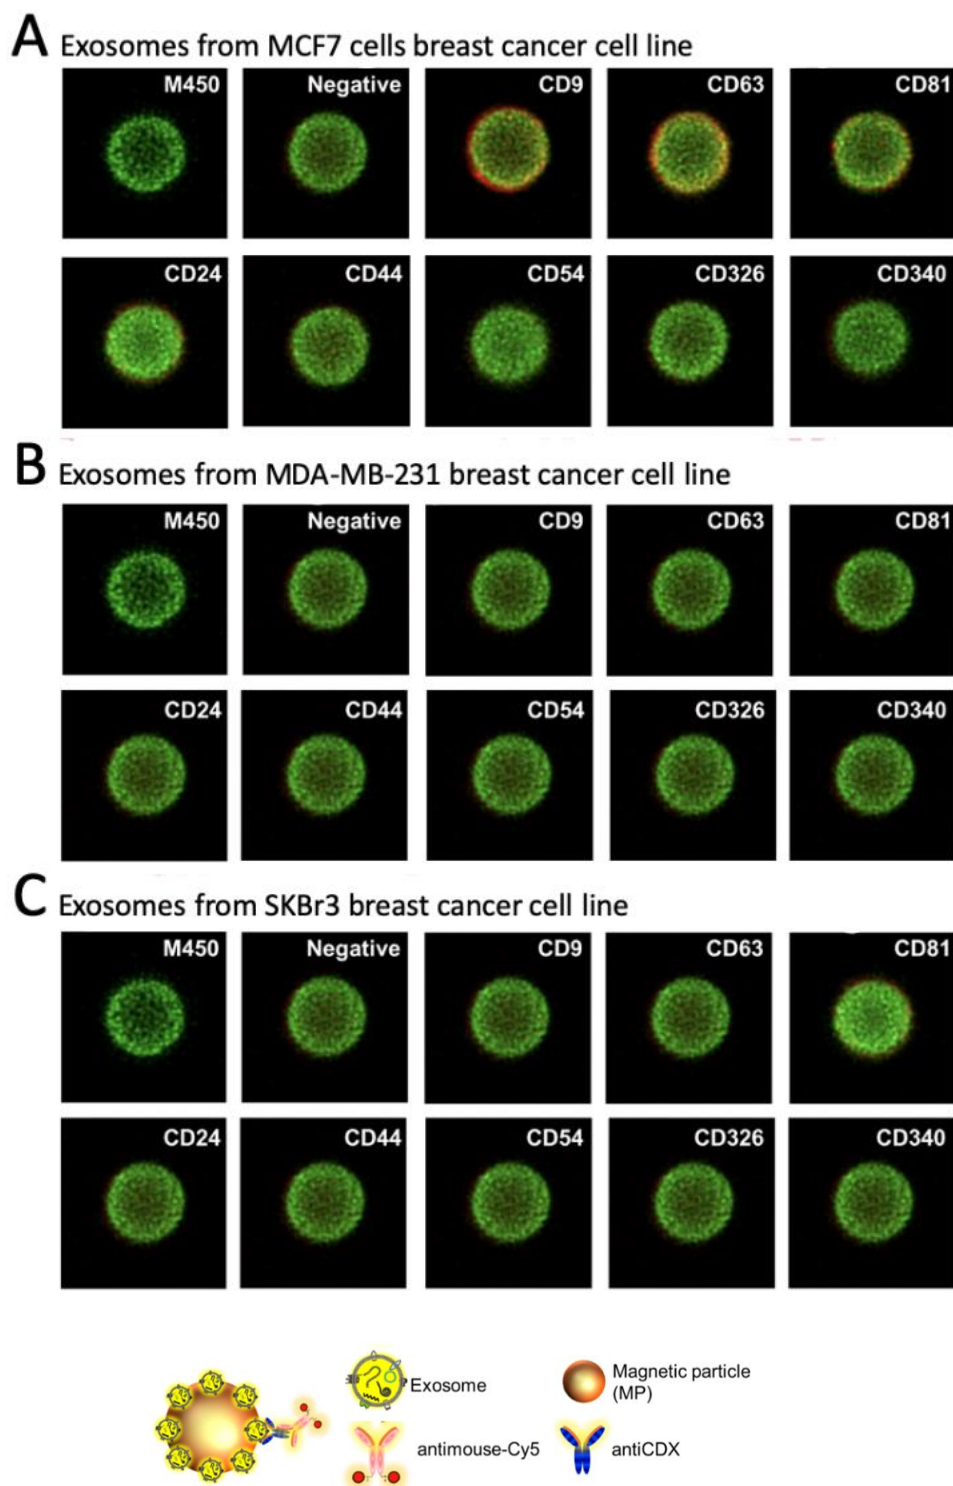 A Exosomes from MCF7 cells breast cancer cell line
M450 Negative CD9 CD63 CD81
CD24 CD44 CD54 CD326 CD340
B Exosomes from MDA-MB-231 breast cancer cell line
M450 Negative CD9 CD63 CD81
CD24 CD44 CD54 CD326 CD340
C Exosomes from SKBr3 breast cancer cell line
M450 Negative CD9 CD63 CD81
CD24 CD44 CD54 CD326 CD340
Exosome
Magnetic particle
(MP)
antimouse-Cy5
antiCDX